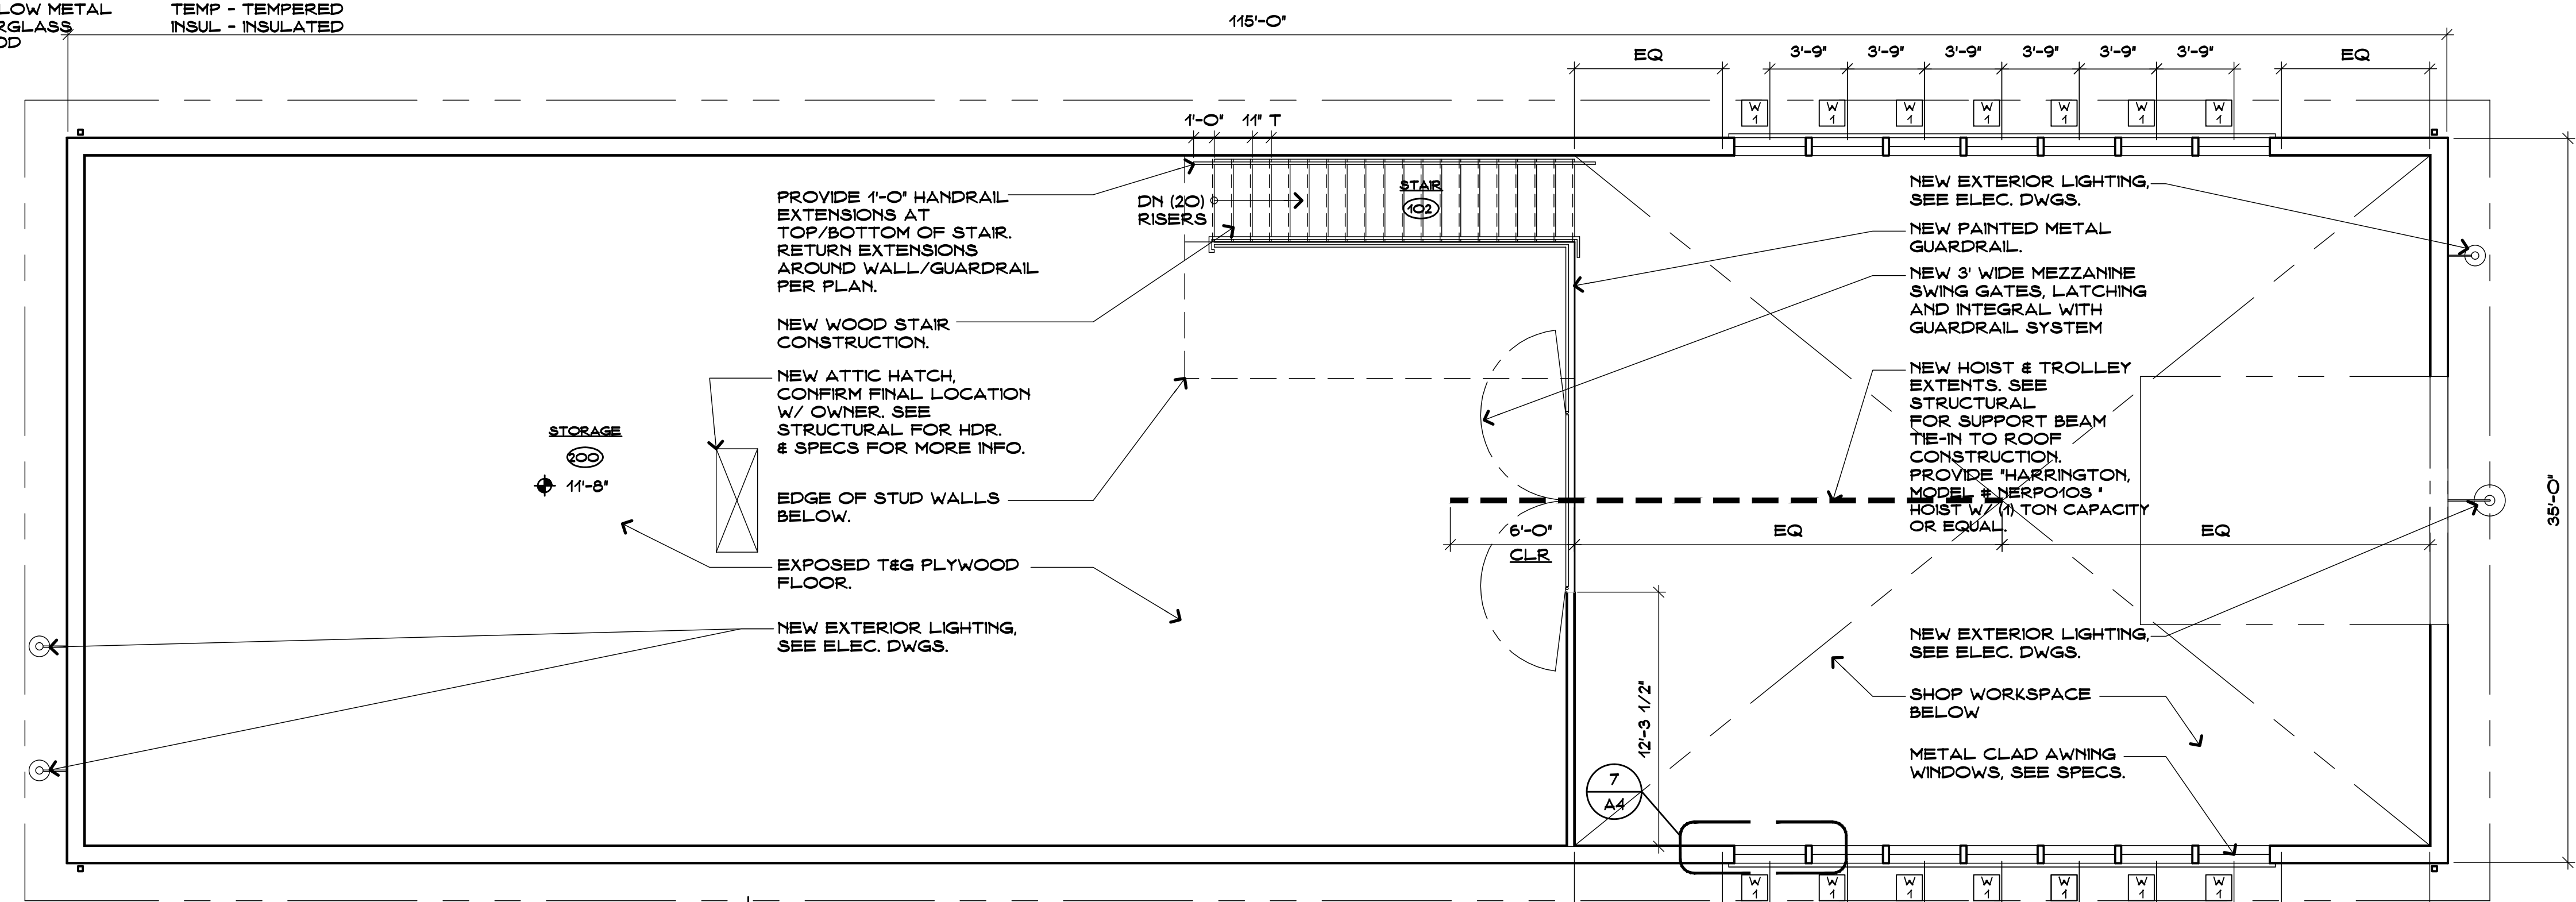 LOW METAL
RGLASS
OD
TEMP - TEMPERED
INSUL - INSULATED
115'-0"
EQ
3'-9"
3'-9"
3'-9"
3'-9"
3'-9"
3'-9"
EQ
W
1
W
1
W
1
W
1
W
1
W
1
W
1
1'-0"
11" T
PROVIDE 1'-0" HANDRAIL
EXTENSIONS AT
TOP/BOTTOM OF STAIR.
RETURN EXTENSIONS
AROUND WALL/GUARDRAIL
PER PLAN.
DN (20)
RISERS
STAIR
102
NEW WOOD STAIR
CONSTRUCTION.
NEW ATTIC HATCH,
CONFIRM FINAL LOCATION
W/ OWNER. SEE
STRUCTURAL FOR HDR.
& SPECS FOR MORE INFO.
STORAGE
200
11'-8"
EDGE OF STUD WALLS
BELOW.
EXPOSED T&G PLYWOOD
FLOOR.
NEW EXTERIOR LIGHTING,
SEE ELEC. DWGS.
NEW EXTERIOR LIGHTING,
SEE ELEC. DWGS.
NEW PAINTED METAL
GUARDRAIL.
NEW 3' WIDE MEZZANINE
SWING GATES, LATCHING
AND INTEGRAL WITH
GUARDRAIL SYSTEM
NEW HOIST & TROLLEY
EXTENTS. SEE
STRUCTURAL
FOR SUPPORT BEAM
TIE-IN TO ROOF
CONSTRUCTION.
PROVIDE "HARRINGTON,
MODEL # NERP010S "
HOIST W/ (1) TON CAPACITY
OR EQUAL.
6'-0"
CLR
EQ
EQ
35'-0"
NEW EXTERIOR LIGHTING,
SEE ELEC. DWGS.
SHOP WORKSPACE
BELOW
METAL CLAD AWNING
WINDOWS, SEE SPECS.
12'-3 1/2"
7
A4
W
1
W
1
W
1
W
1
W
1
W
1
W
1